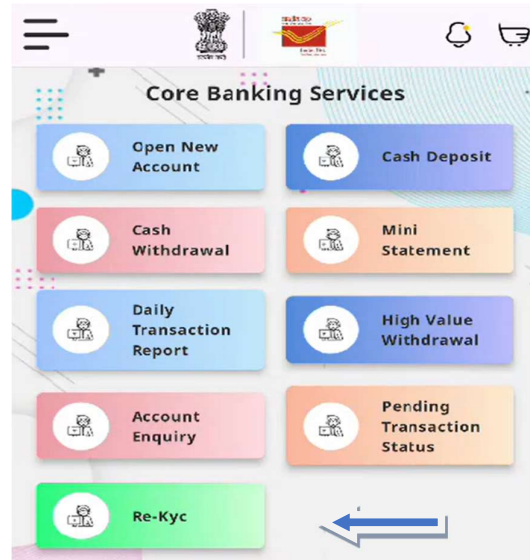 Core Banking Services
Open New
Account
Cash Deposit
Cash
Withdrawal
Mini
Statement
Daily
Transaction
Report
High Value
Withdrawal
Account
Enquiry
Pending
Transaction
Status
Re-Kyc